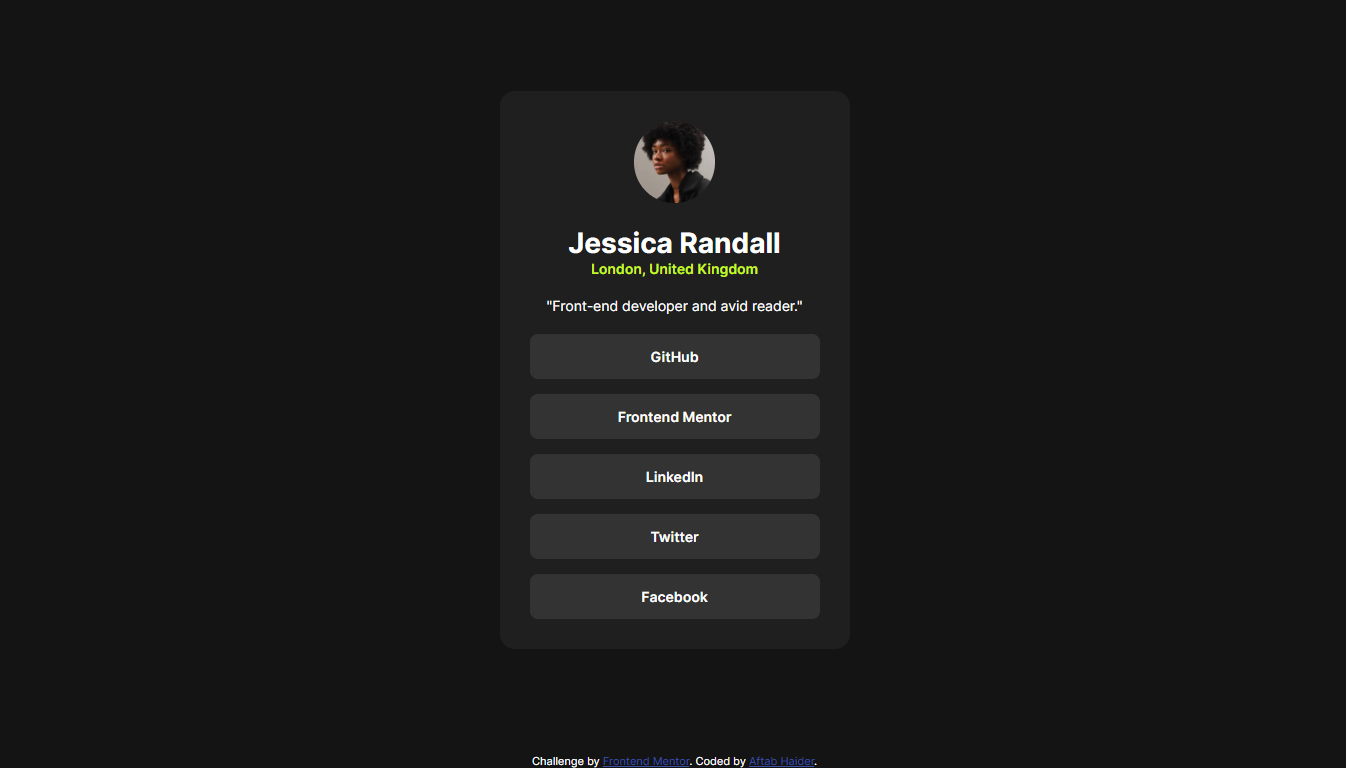 Jessica Randall
London, United Kingdom
"Front-end developer and avid reader."
GitHub
Frontend Mentor
LinkedIn
Twitter
Facebook
Challenge by Frontend Mentor. Coded by Aftab Haider.